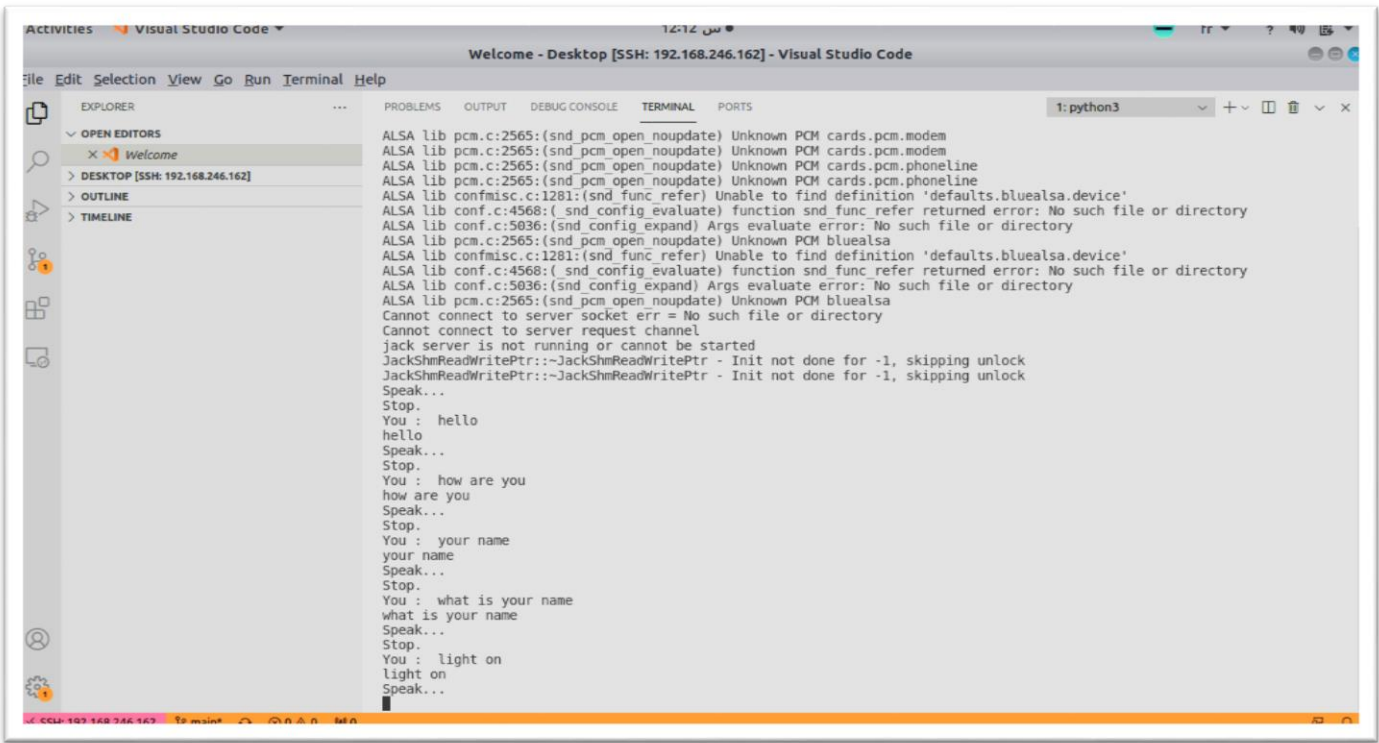 Activities Visual Studio Code
12:12 س
fr ?
Welcome - Desktop [SSH: 192.168.246.162] - Visual Studio Code
File Edit Selection View Go Run Terminal Help
EXPLORER ...
OPEN EDITORS
Welcome
DESKTOP [SSH: 192.168.246.162]
OUTLINE
TIMELINE
1
1
PROBLEMS OUTPUT DEBUG CONSOLE TERMINAL PORTS
1: python3
ALSA lib pcm.c:2565:(snd_pcm_open_noupdate) Unknown PCM cards.pcm.modem
ALSA lib pcm.c:2565:(snd_pcm_open_noupdate) Unknown PCM cards.pcm.modem
ALSA lib pcm.c:2565:(snd_pcm_open_noupdate) Unknown PCM cards.pcm.phoneline
ALSA lib pcm.c:2565:(snd_pcm_open_noupdate) Unknown PCM cards.pcm.phoneline
ALSA lib confmisc.c:1281:(snd_func_refer) Unable to find definition 'defaults.bluealsa.device'
ALSA lib conf.c:4568:(_snd_config_evaluate) function snd_func_refer returned error: No such file or directory
ALSA lib conf.c:5036:(snd_config_expand) Args evaluate error: No such file or directory
ALSA lib pcm.c:2565:(snd_pcm_open_noupdate) Unknown PCM bluealsa
ALSA lib confmisc.c:1281:(snd_func_refer) Unable to find definition 'defaults.bluealsa.device'
ALSA lib conf.c:4568:(_snd_config_evaluate) function snd_func_refer returned error: No such file or directory
ALSA lib conf.c:5036:(snd_config_expand) Args evaluate error: No such file or directory
ALSA lib pcm.c:2565:(snd_pcm_open_noupdate) Unknown PCM bluealsa
Cannot connect to server socket err = No such file or directory
Cannot connect to server request channel
jack server is not running or cannot be started
JackShmReadWritePtr::~JackShmReadWritePtr - Init not done for -1, skipping unlock
JackShmReadWritePtr::~JackShmReadWritePtr - Init not done for -1, skipping unlock
Speak...
Stop.
You :  hello
hello
Speak...
Stop.
You :  how are you
how are you
Speak...
Stop.
You :  your name
your name
Speak...
Stop.
You :  what is your name
what is your name
Speak...
Stop.
You :  light on
light on
Speak...
SSH: 192.168.246.162 main* 0 0 0